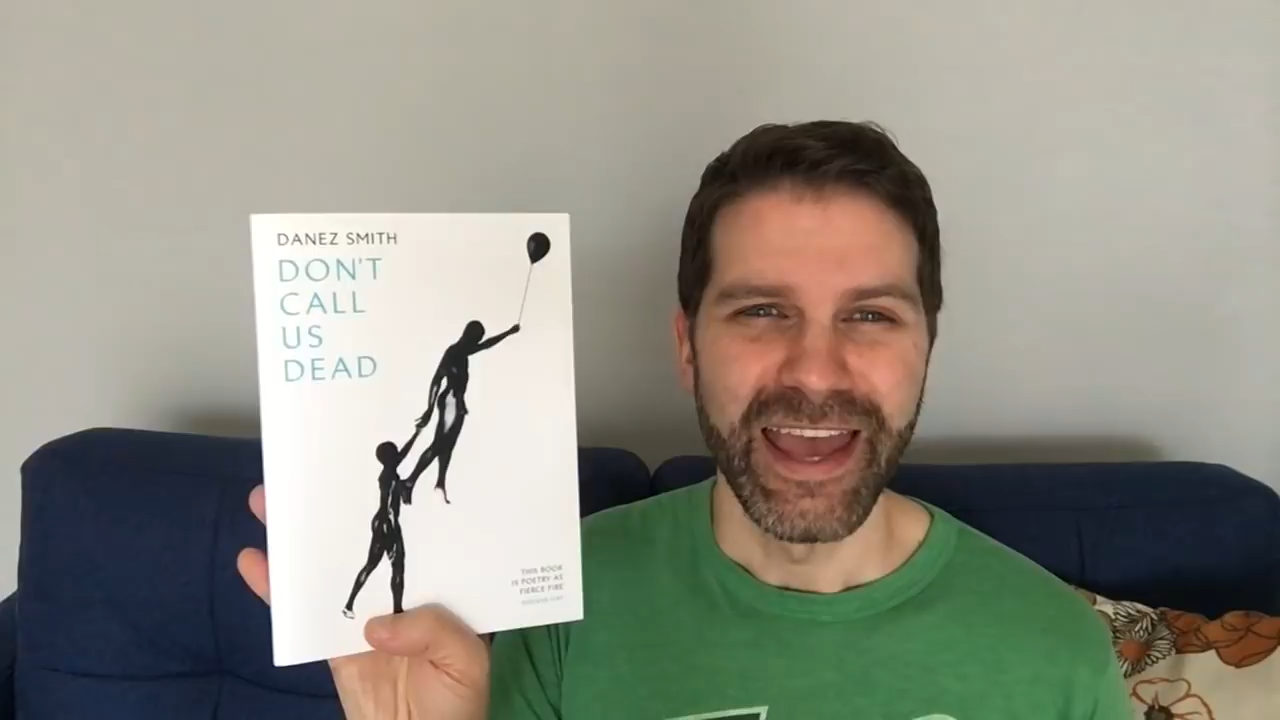 DANEZ SMITH
DON'T
CALL
US
DEAD
THIS BOOK
IS POETRY AS
FIERCE FIRE